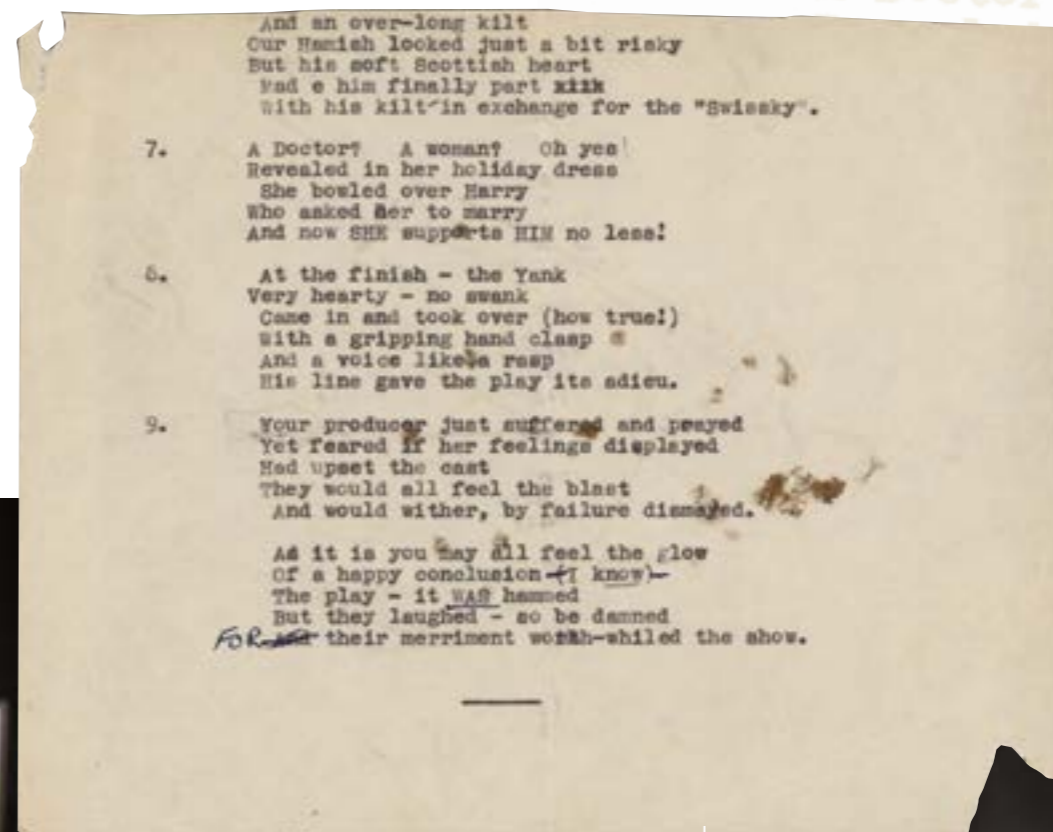 And an over-long kilt
Our Hamish looked just a bit risky
But his soft Scottish heart
Mad e him finally part
With his kilt in exchange for the "Swissky".
7. A Doctor? A woman? Oh yes!
Revealed in her holiday dress
She bowled over Harry
Who asked her to marry
And now SHE supports HIM no less!
8. At the finish - the Yank
Very hearty - no swank
Came in and took over (how true!)
With a gripping hand clasp
And a voice like a rasp
His line gave the play its adieu.
9. Your producer just suffered and prayed
Yet feared if her feelings displayed
Had upset the cast
They would all feel the blast
And would wither, by failure dismayed.
As it is you may all feel the glow
Of a happy conclusion (I know)
The play - it WAS hammed
But they laughed - so be damned
FOR their merriment worth-whiled the show.